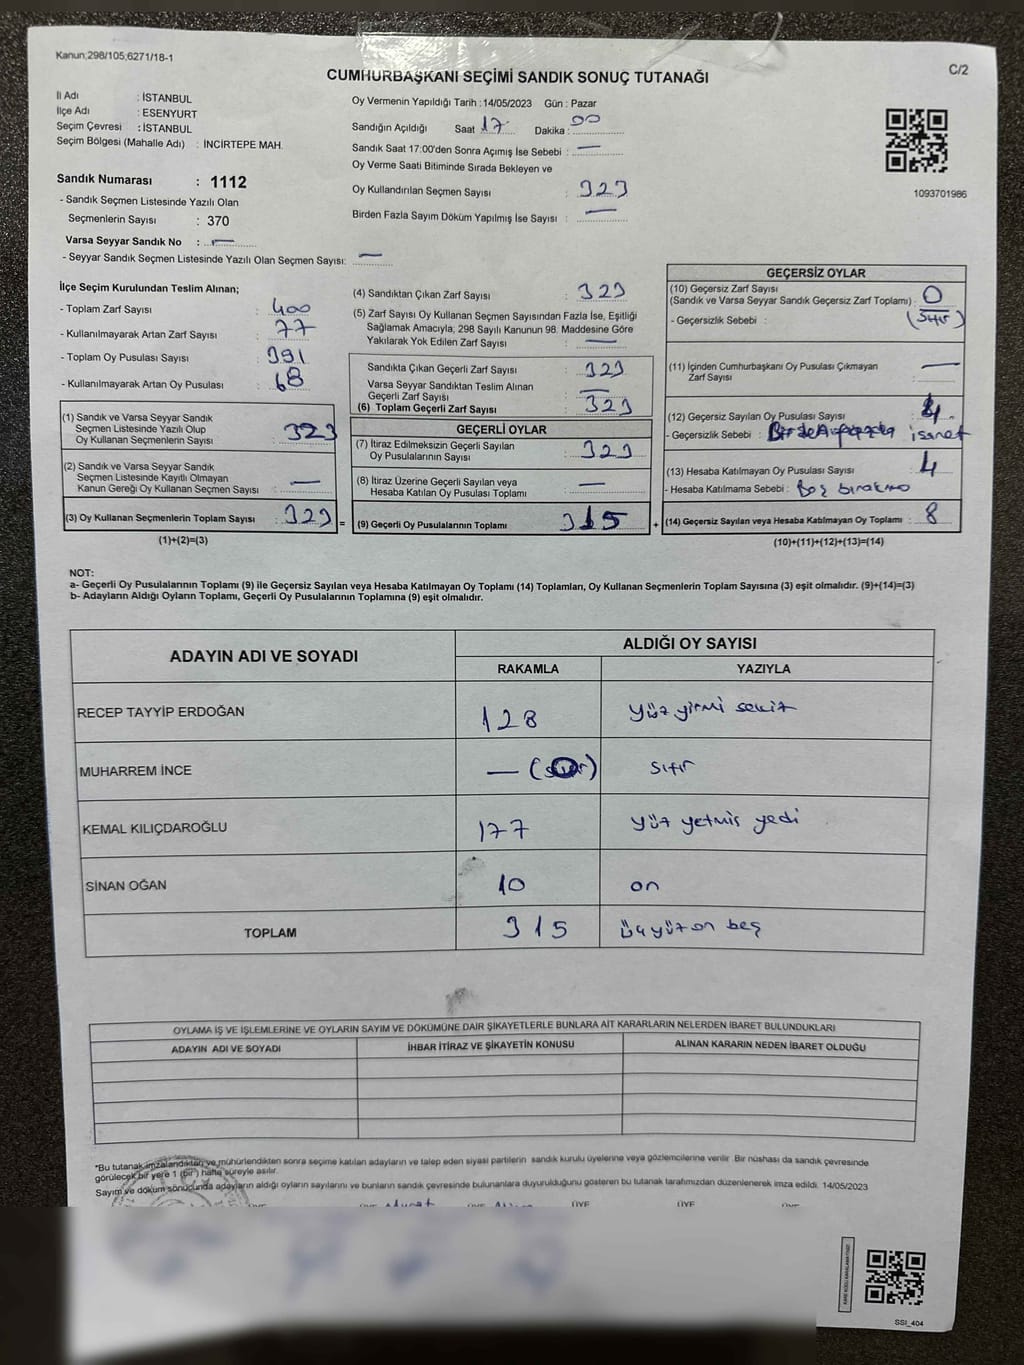 Kanun;298/105;6271/18-1
CUMHURBAŞKANI SEÇİMİ SANDIK SONUÇ TUTANAĞI
C/2
İl Adı : İSTANBUL
İlçe Adı : ESENYURT
Seçim Çevresi : İSTANBUL
Seçim Bölgesi (Mahalle Adı) : İNCİRTEPE MAH.
Oy Vermenin Yapıldığı Tarih : 14/05/2023 Gün : Pazar
Sandığın Açıldığı Saat 17 Dakika : 00
Sandık Saat 17:00'den Sonra Açımış İse Sebebi : —
Oy Verme Saati Bitiminde Sırada Bekleyen ve
Oy Kullandırılan Seçmen Sayısı : 323
Birden Fazla Sayım Döküm Yapılmış İse Sayısı : —
1093701986
Sandık Numarası : 1112
- Sandık Seçmen Listesinde Yazılı Olan
Seçmenlerin Sayısı : 370
Varsa Seyyar Sandık No : —
- Seyyar Sandık Seçmen Listesinde Yazılı Olan Seçmen Sayısı: —
İlçe Seçim Kurulundan Teslim Alınan;
- Toplam Zarf Sayısı : 400
- Kullanılmayarak Artan Zarf Sayısı : 77
- Toplam Oy Pusulası Sayısı : 391
- Kullanılmayarak Artan Oy Pusulası : 68
(1) Sandık ve Varsa Seyyar Sandık
Seçmen Listesinde Yazılı Olup
Oy Kullanan Seçmenlerin Sayısı : 323
(2) Sandık ve Varsa Seyyar Sandık
Seçmen Listesinde Kayıtlı Olmayan
Kanun Gereği Oy Kullanan Seçmen Sayısı : —
(3) Oy Kullanan Seçmenlerin Toplam Sayısı : 323 =
(1)+(2)=(3)
(4) Sandıktan Çıkan Zarf Sayısı : 323
(5) Zarf Sayısı Oy Kullanan Seçmen Sayısından Fazla İse, Eşitliği
Sağlamak Amacıyla; 298 Sayılı Kanunun 98. Maddesine Göre
Yakılarak Yok Edilen Zarf Sayısı : —
Sandıkta Çıkan Geçerli Zarf Sayısı : 323
Varsa Seyyar Sandıktan Teslim Alınan
Geçerli Zarf Sayısı : —
(6) Toplam Geçerli Zarf Sayısı : 323
GEÇERLİ OYLAR
(7) İtiraz Edilmeksizin Geçerli Sayılan
Oy Pusulalarının Sayısı : 323
(8) İtiraz Üzerine Geçerli Sayılan veya
Hesaba Katılan Oy Pusulası Toplamı : —
(9) Geçerli Oy Pusulalarının Toplamı : 315 +
GEÇERSİZ OYLAR
(10) Geçersiz Zarf Sayısı
(Sandık ve Varsa Seyyar Sandık Geçersiz Zarf Toplamı) : 0
- Geçersizlik Sebebi : (Sıfır)
(11) İçinden Cumhurbaşkanı Oy Pusulası Çıkmayan
Zarf Sayısı : —
(12) Geçersiz Sayılan Oy Pusulası Sayısı : 4
- Geçersizlik Sebebi : işaret
(13) Hesaba Katılmayan Oy Pusulası Sayısı : 4
- Hesaba Katılmama Sebebi : Boş bırakma
(14) Geçersiz Sayılan veya Hesaba Katılmayan Oy Toplamı : 8
(10)+(11)+(12)+(13)=(14)
NOT:
a- Geçerli Oy Pusulalarının Toplamı (9) ile Geçersiz Sayılan veya Hesaba Katılmayan Oy Toplamı (14) Toplamları, Oy Kullanan Seçmenlerin Toplam Sayısına (3) eşit olmalıdır. (9)+(14)=(3)
b- Adayların Aldığı Oyların Toplamı, Geçerli Oy Pusulalarının Toplamına (9) eşit olmalıdır.
ADAYIN ADI VE SOYADI
ALDIĞI OY SAYISI
RAKAMLA YAZIYLA
RECEP TAYYİP ERDOĞAN 128 yüz yirmi sekiz
MUHARREM İNCE — sıfır
KEMAL KILIÇDAROĞLU 177 yüz yetmis yedi
SİNAN OĞAN 10 on
TOPLAM 315 üçyüz on beş
OYLAMA İŞ VE İŞLEMLERİNE VE OYLARIN SAYIM VE DÖKÜMÜNE DAİR ŞİKAYETLERLE BUNLARA AİT KARARLARIN NELERDEN İBARET BULUNDUKLARI
ADAYIN ADI VE SOYADI İHBAR İTİRAZ VE ŞİKAYETİN KONUSU ALINAN KARARIN NEDEN İBARET OLDUĞU
*Bu tutanak imzalandıktan ve mühürlendikten sonra seçime katılan adayların ve talep eden siyasi partilerin sandık kurulu üyelerine veya gözlemcilerine verilir. Bir nüshası da sandık çevresinde
görülecek bir yere 1 (bir) hafta süreyle asılır.
Sayım ve döküm sonucunda adayların aldığı oyların sayılarını ve bunların sandık çevresinde bulunanlara duyurulduğunu gösteren bu tutanak tarafımızdan düzenlenerek imza edildi. 14/05/2023
ÜYE ÜYE Murat ÜYE ÜYE ÜYE ÜYE
SSI_404